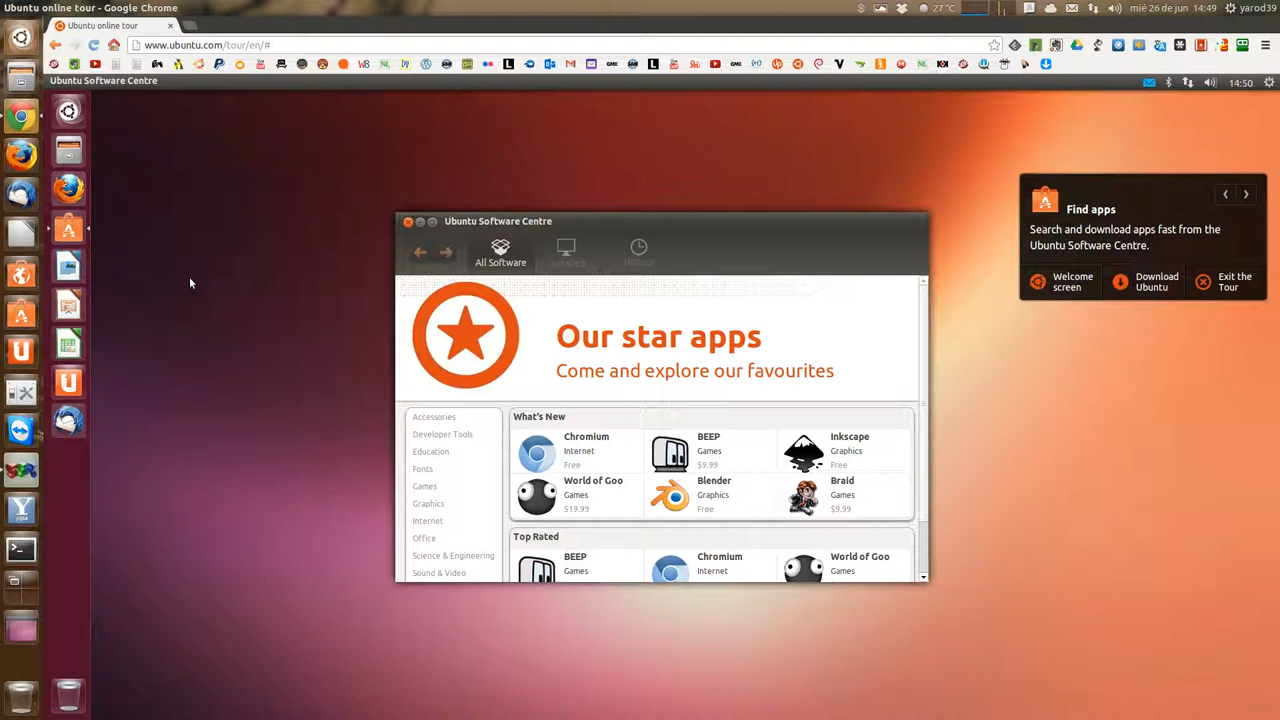 Ubuntu online tour - Google Chrome
27°C
mié 26 de jun 14:49
yarod39
Ubuntu online tour
www.ubuntu.com/tour/en/#
Ubuntu Software Centre
14:50
Ubuntu Software Centre
All Software
Installed
History
Our star apps
Come and explore our favourites
Accessories
Developer Tools
Education
Fonts
Games
Graphics
Internet
Office
Science & Engineering
Sound & Video
What's New
Chromium
Internet
Free
BEEP
Games
$9.99
Inkscape
Graphics
Free
World of Goo
Games
$19.99
Blender
Graphics
Free
Braid
Games
$9.99
Top Rated
BEEP
Games
Chromium
Internet
World of Goo
Games
Find apps
Search and download apps fast from the
Ubuntu Software Centre.
Welcome
screen
Download
Ubuntu
Exit the
Tour